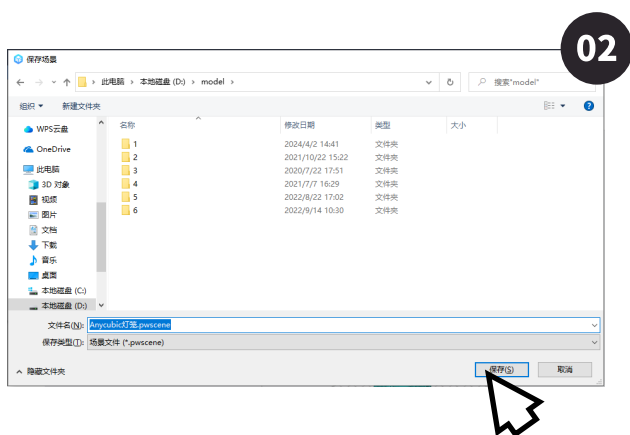 02
保存场景
此电脑 › 本地磁盘 (D:) › model ›
搜索"model"
组织 新建文件夹
名称 修改日期 类型 大小
WPS云盘
OneDrive
此电脑
3D 对象
视频
图片
文档
下载
音乐
桌面
本地磁盘 (C:)
本地磁盘 (D:)
1 2024/4/2 14:41 文件夹
2 2021/10/22 15:22 文件夹
3 2020/7/22 17:51 文件夹
4 2021/7/7 16:29 文件夹
5 2022/8/22 17:02 文件夹
6 2022/9/14 10:30 文件夹
文件名(N): Anycubic灯笼.pwscene
保存类型(T): 场景文件 (*.pwscene)
隐藏文件夹
保存(S) 取消